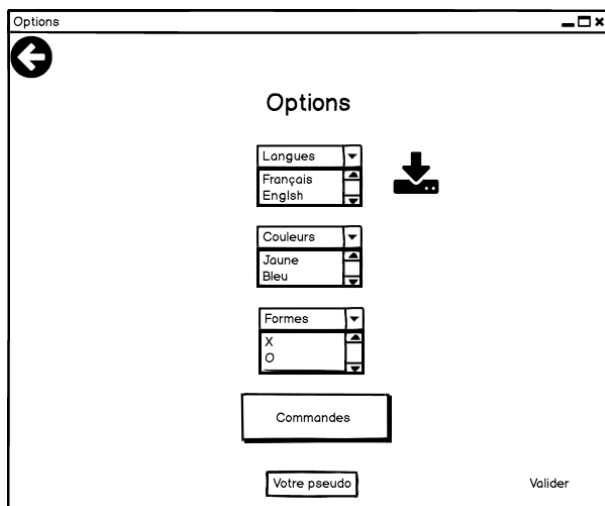 Options
Options
Langues
Français
Englsh
Couleurs
Jaune
Bleu
Formes
X
O
Commandes
Votre pseudo
Valider